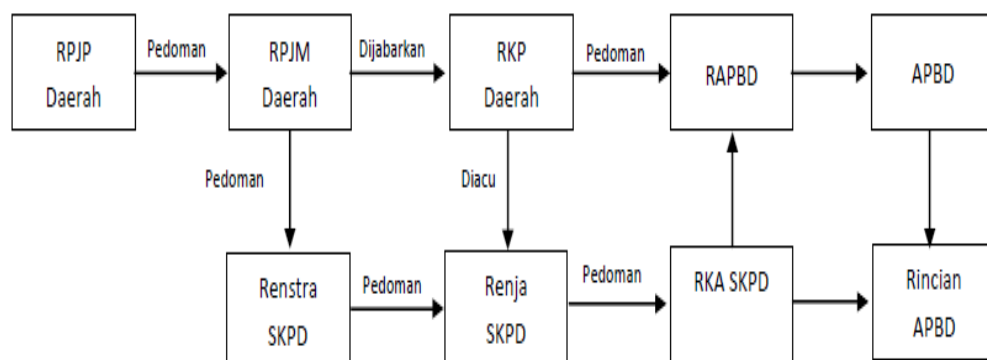 RPJP
Daerah
Pedoman
RPJM
Daerah
Dijabarkan
RKP
Daerah
Pedoman
RAPBD
APBD
Pedoman
Diacu
Renstra
SKPD
Pedoman
Renja
SKPD
Pedoman
RKA SKPD
Rincian
APBD